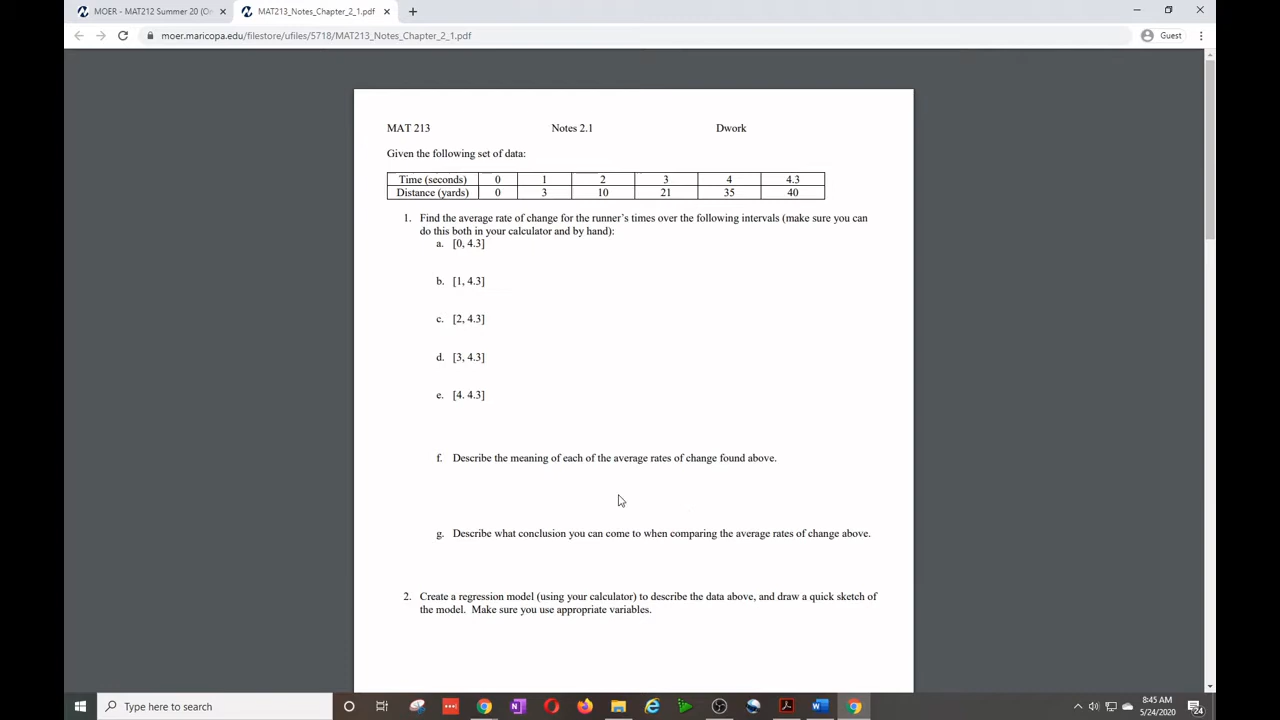 MOER - MAT212 Summer 20 (O
MAT213_Notes_Chapter_2_1.pdf
moer.maricopa.edu/filestore/ufiles/5718/MAT213_Notes_Chapter_2_1.pdf
Guest
MAT 213 Notes 2.1 Dwork
Given the following set of data:
Time (seconds) 0 1 2 3 4 4.3
Distance (yards) 0 3 10 21 35 40
1. Find the average rate of change for the runner's times over the following intervals (make sure you can
do this both in your calculator and by hand):
a. [0, 4.3]
b. [1, 4.3]
c. [2, 4.3]
d. [3, 4.3]
e. [4. 4.3]
f. Describe the meaning of each of the average rates of change found above.
g. Describe what conclusion you can come to when comparing the average rates of change above.
2. Create a regression model (using your calculator) to describe the data above, and draw a quick sketch of
the model. Make sure you use appropriate variables.
Type here to search
8:45 AM
5/24/2020
24